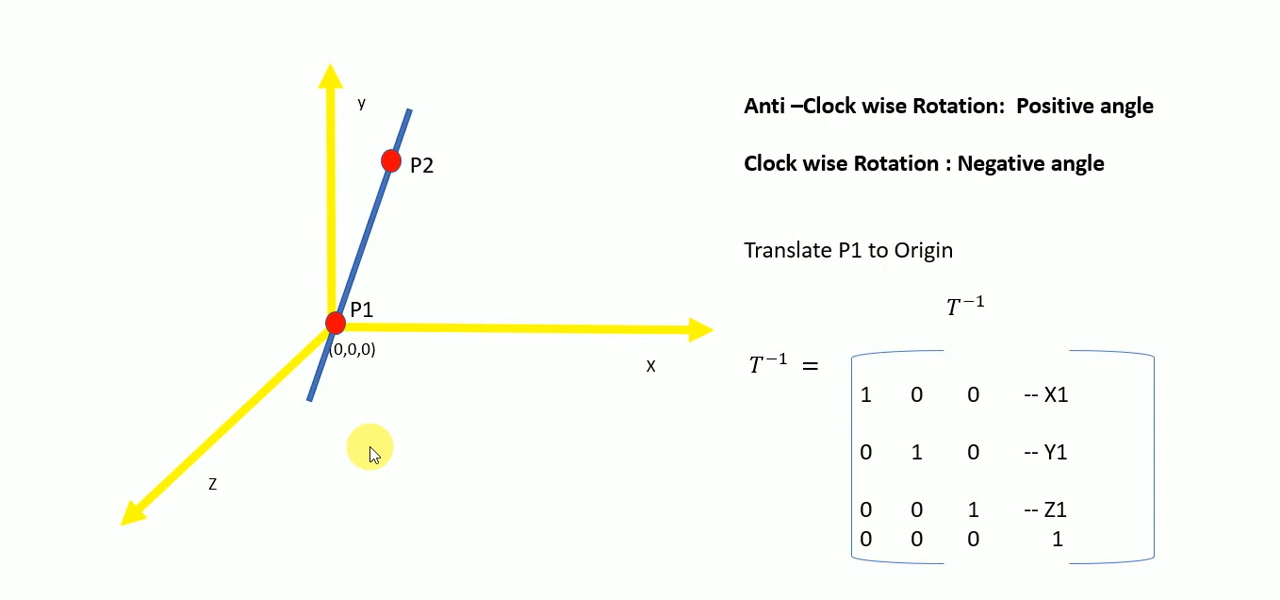 y
P2
P1
(0,0,0)
X
Z
Anti –Clock wise Rotation:  Positive angle
Clock wise Rotation : Negative angle
Translate P1 to Origin
T⁻¹
T⁻¹ =
1 0 0 -- X1
0 1 0 -- Y1
0 0 1 -- Z1
0 0 0 1